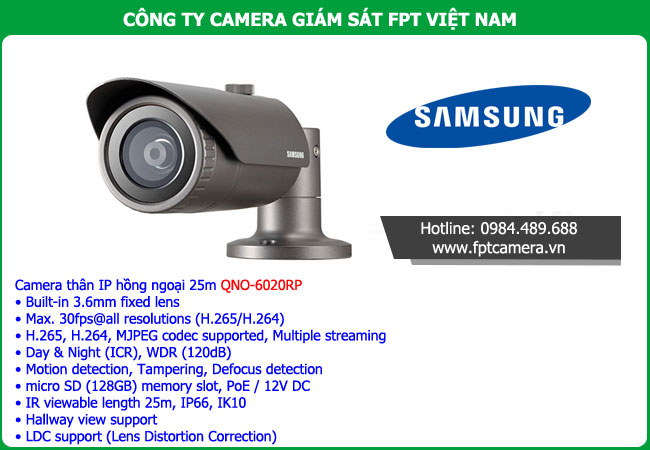 CÔNG TY CAMERA GIÁM SÁT FPT VIỆT NAM
SAMSUNG
SAMSUNG
Hotline: 0984.489.688
www.fptcamera.vn
Camera thân IP hồng ngoại 25m QNO-6020RP
• Built-in 3.6mm fixed lens
• Max. 30fps@all resolutions (H.265/H.264)
• H.265, H.264, MJPEG codec supported, Multiple streaming
• Day & Night (ICR), WDR (120dB)
• Motion detection, Tampering, Defocus detection
• micro SD (128GB) memory slot, PoE / 12V DC
• IR viewable length 25m, IP66, IK10
• Hallway view support
• LDC support (Lens Distortion Correction)